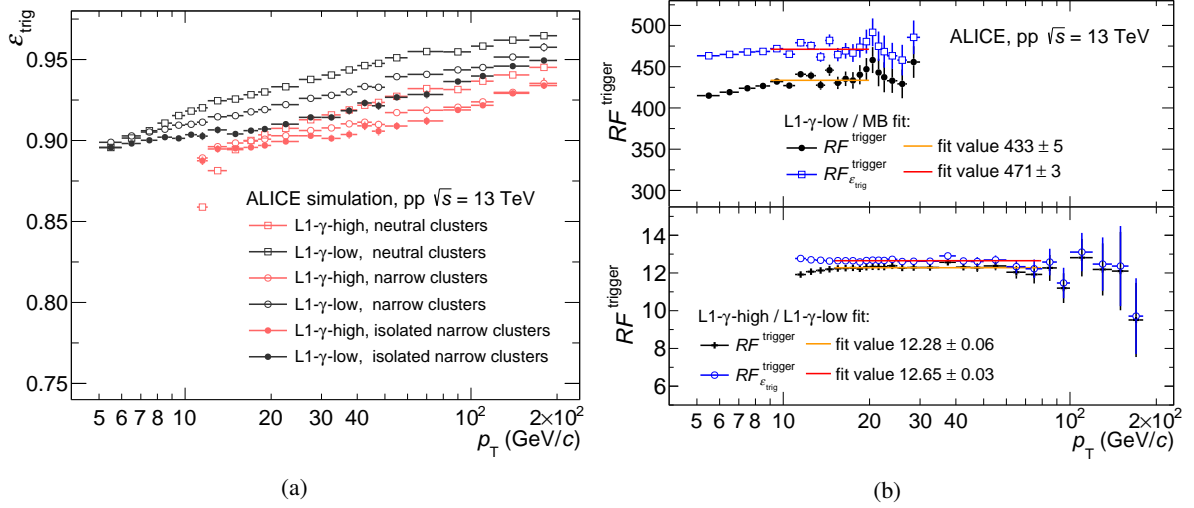 ε_trig
0.95
0.90
0.85
0.80
0.75
ALICE simulation, pp √s = 13 TeV
L1-γ-high, neutral clusters
L1-γ-low, neutral clusters
L1-γ-high, narrow clusters
L1-γ-low, narrow clusters
L1-γ-high, isolated narrow clusters
L1-γ-low, isolated narrow clusters
5 6 7 8 10 20 30 40 10² 2×10²
p_T (GeV/c)
(a)
RF^trigger
500
450
400
350
300
ALICE, pp √s = 13 TeV
L1-γ-low / MB fit:
RF^trigger fit value 433 ± 5
RF^trigger_ε_trig fit value 471 ± 3
RF^trigger
14
12
10
8
6
L1-γ-high / L1-γ-low fit:
RF^trigger fit value 12.28 ± 0.06
RF^trigger_ε_trig fit value 12.65 ± 0.03
5 6 7 8 10 20 30 40 10² 2×10²
p_T (GeV/c)
(b)